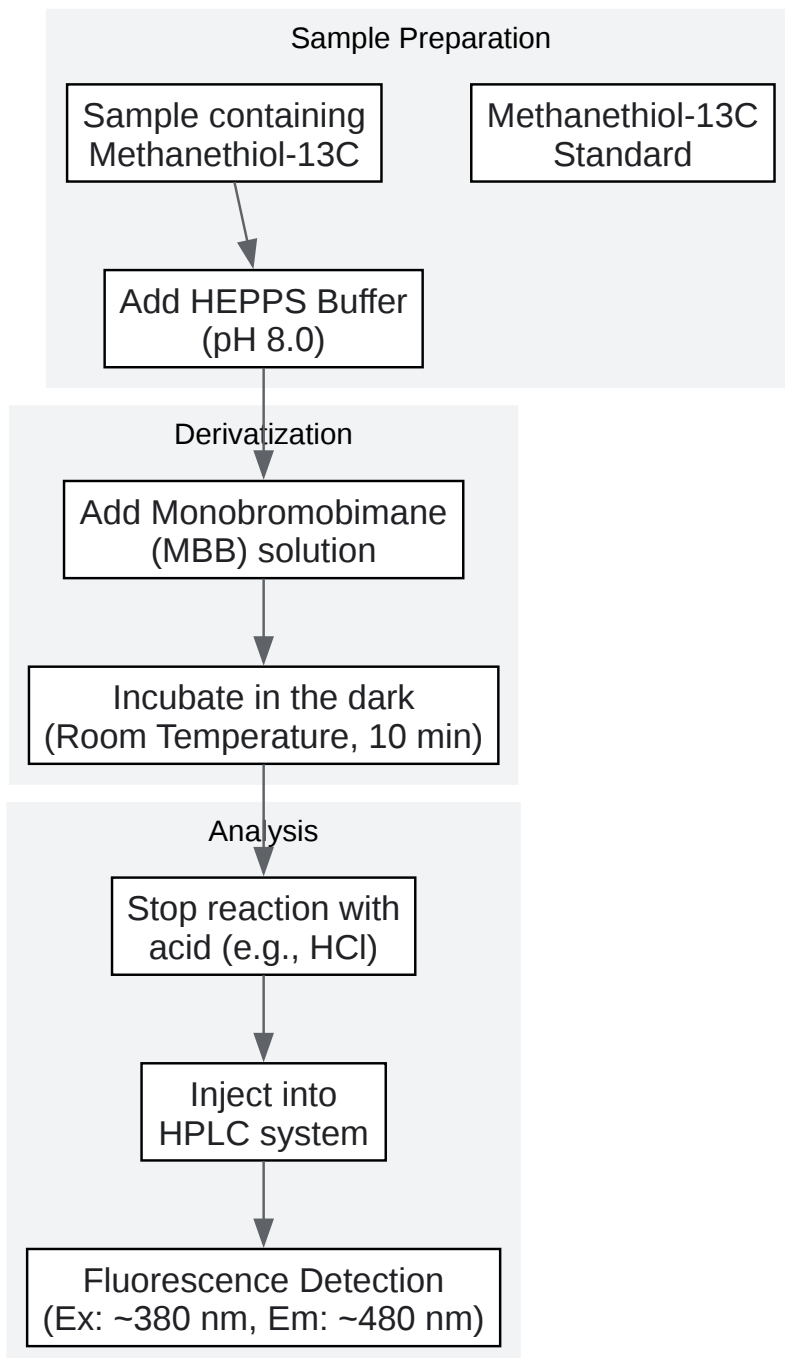 Sample Preparation
Sample containing
Methanethiol-13C
Methanethiol-13C
Standard
Add HEPPS Buffer
(pH 8.0)
Derivatization
Add Monobromobimane
(MBB) solution
Incubate in the dark
(Room Temperature, 10 min)
Analysis
Stop reaction with
acid (e.g., HCl)
Inject into
HPLC system
Fluorescence Detection
(Ex: ~380 nm, Em: ~480 nm)